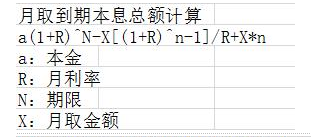 月取到期本息总额计算
a(1+R)^N-X[(1+R)^n-1]/R+X*n
a：本金
R：月利率
N：期限
X：月取金额